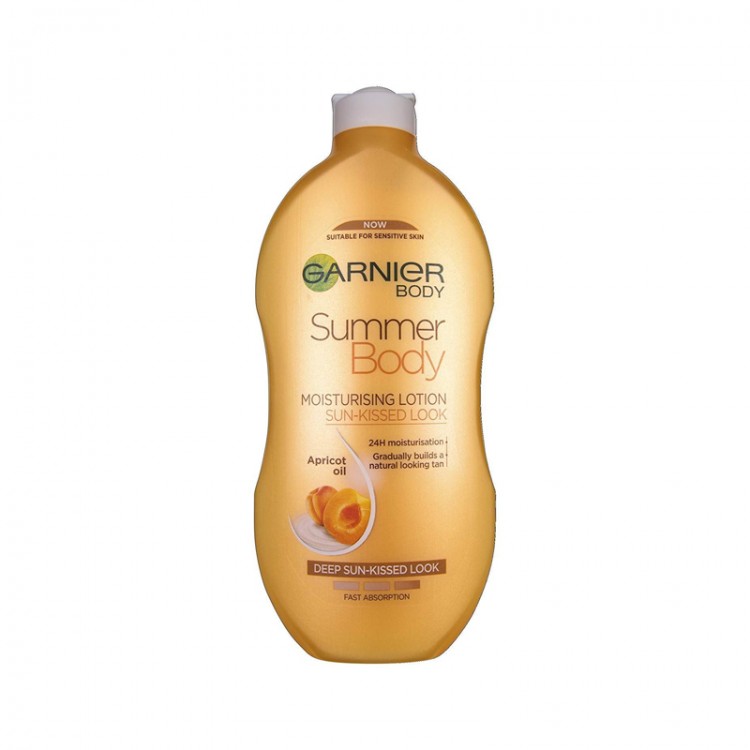 NOW
SUITABLE FOR SENSITIVE SKIN
GARNIER
BODY
Summer
Body
MOISTURISING LOTION
SUN-KISSED LOOK
24H moisturisation
Gradually builds a
natural looking tan
Apricot
oil
DEEP SUN-KISSED LOOK
FAST ABSORPTION